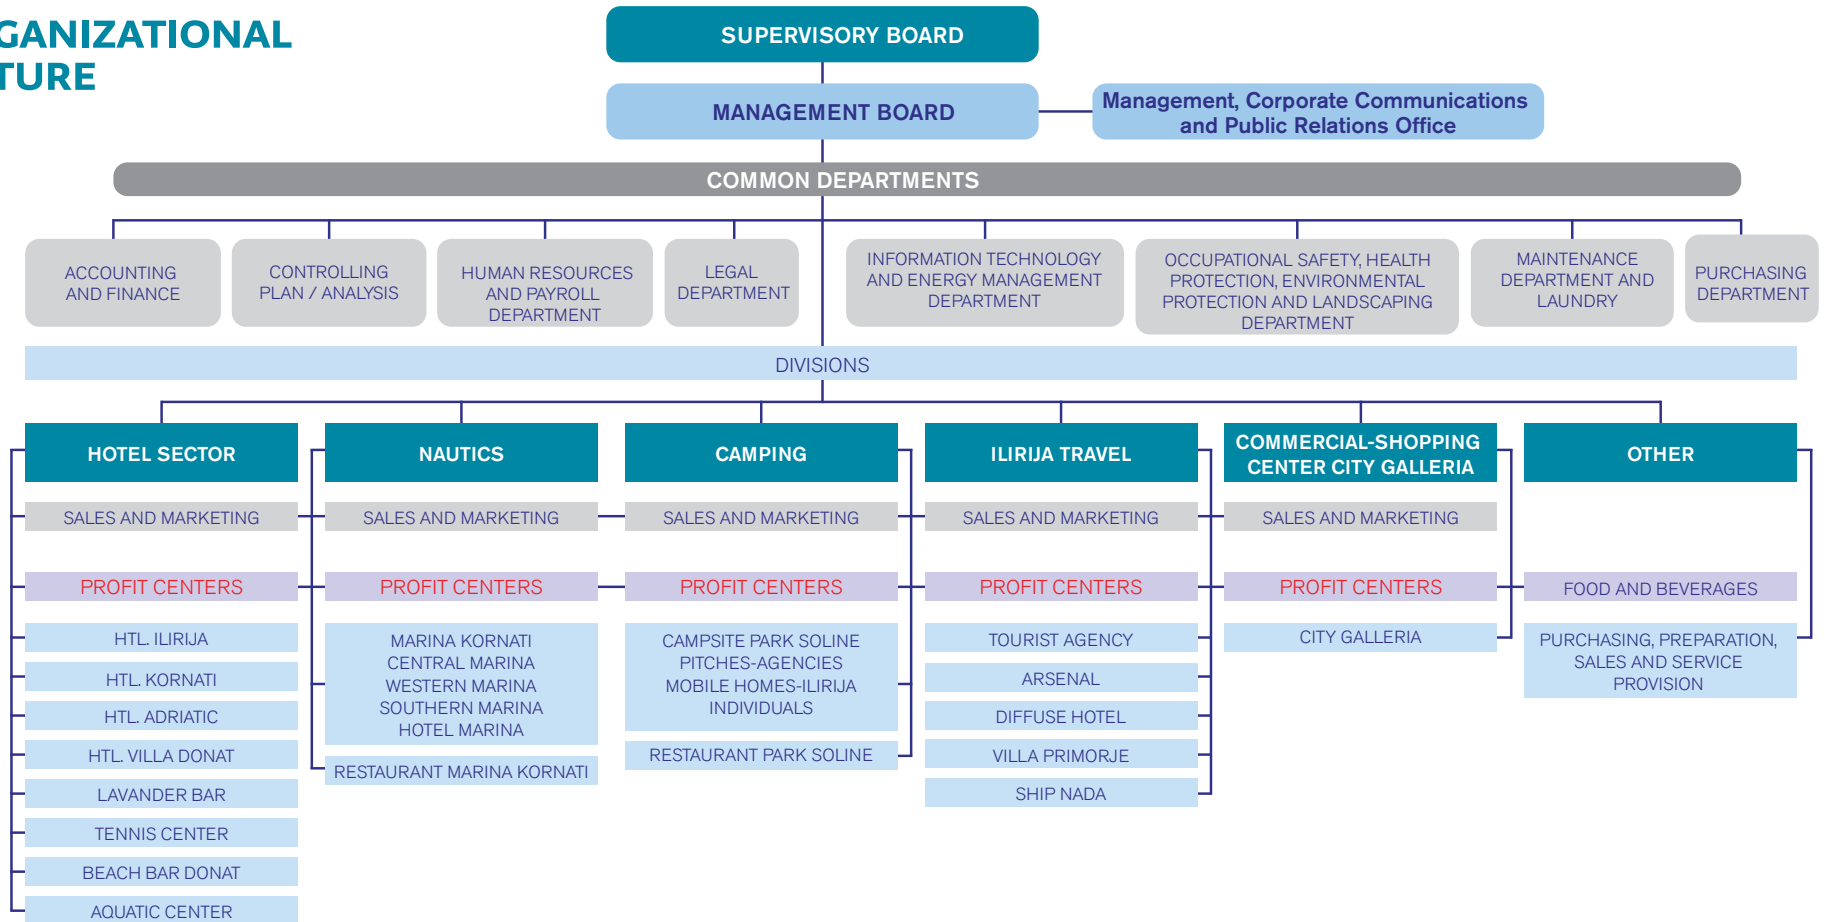 GANIZATIONAL
TURE
SUPERVISORY BOARD
MANAGEMENT BOARD
Management, Corporate Communications
and Public Relations Office
COMMON DEPARTMENTS
ACCOUNTING
AND FINANCE
CONTROLLING
PLAN / ANALYSIS
HUMAN RESOURCES
AND PAYROLL
DEPARTMENT
LEGAL
DEPARTMENT
INFORMATION TECHNOLOGY
AND ENERGY MANAGEMENT
DEPARTMENT
OCCUPATIONAL SAFETY, HEALTH
PROTECTION, ENVIRONMENTAL
PROTECTION AND LANDSCAPING
DEPARTMENT
MAINTENANCE
DEPARTMENT AND
LAUNDRY
PURCHASING
DEPARTMENT
DIVISIONS
HOTEL SECTOR
SALES AND MARKETING
PROFIT CENTERS
HTL. ILIRIJA
HTL. KORNATI
HTL. ADRIATIC
HTL. VILLA DONAT
LAVANDER BAR
TENNIS CENTER
BEACH BAR DONAT
AQUATIC CENTER
NAUTICS
SALES AND MARKETING
PROFIT CENTERS
MARINA KORNATI
CENTRAL MARINA
WESTERN MARINA
SOUTHERN MARINA
HOTEL MARINA
RESTAURANT MARINA KORNATI
CAMPING
SALES AND MARKETING
PROFIT CENTERS
CAMPSITE PARK SOLINE
PITCHES-AGENCIES
MOBILE HOMES-ILIRIJA
INDIVIDUALS
RESTAURANT PARK SOLINE
ILIRIJA TRAVEL
SALES AND MARKETING
PROFIT CENTERS
TOURIST AGENCY
ARSENAL
DIFFUSE HOTEL
VILLA PRIMORJE
SHIP NADA
COMMERCIAL-SHOPPING
CENTER CITY GALLERIA
SALES AND MARKETING
PROFIT CENTERS
CITY GALLERIA
OTHER
FOOD AND BEVERAGES
PURCHASING, PREPARATION,
SALES AND SERVICE
PROVISION